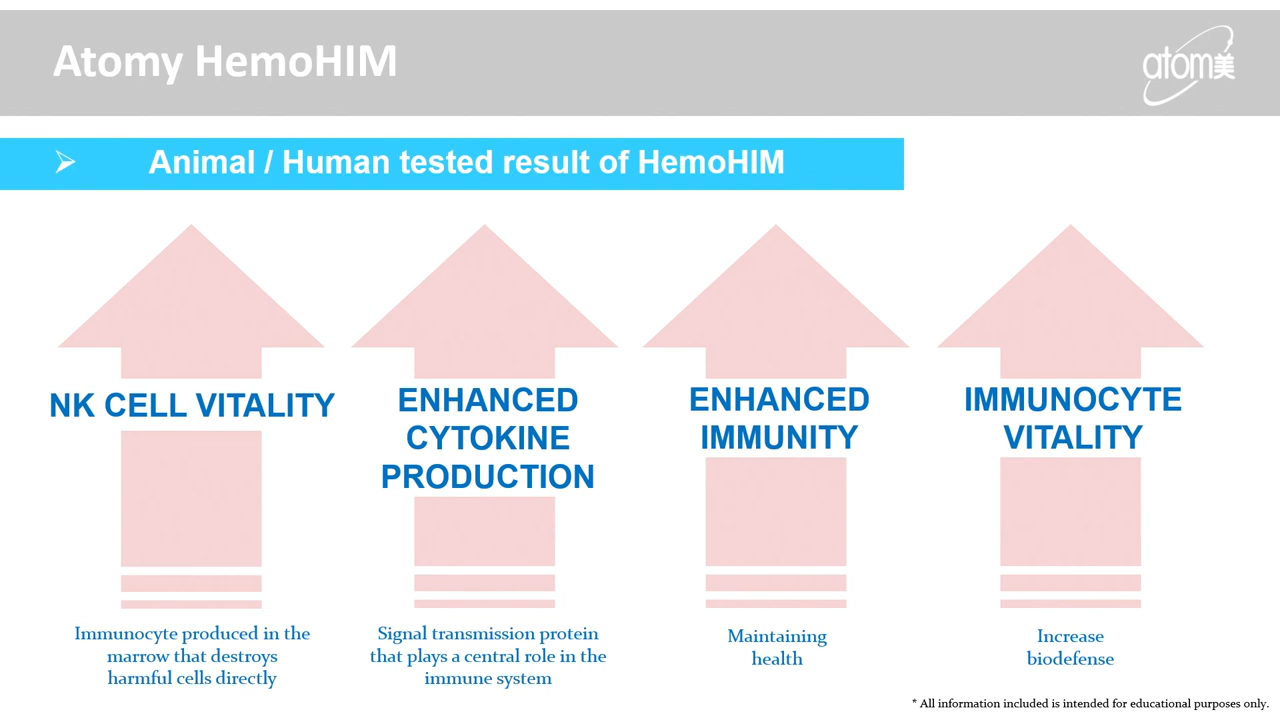 Atomy HemoHIM
atom美
Animal / Human tested result of HemoHIM
NK CELL VITALITY
Immunocyte produced in the
marrow that destroys
harmful cells directly
ENHANCED
CYTOKINE
PRODUCTION
Signal transmission protein
that plays a central role in the
immune system
ENHANCED
IMMUNITY
Maintaining
health
IMMUNOCYTE
VITALITY
Increase
biodefense
* All information included is intended for educational purposes only.